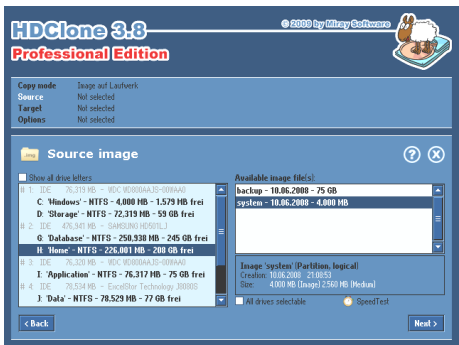 HDClone 3.8
Professional Edition
© 2008 by Miray Software
Copy mode Image auf Laufwerk
Source Not selected
Target Not selected
Options Not selected
Source image
Show all drive letters
# 1: IDE 76,319 MB - WDC WD800AAJS-00WAA0
C: 'Windows' - NTFS - 4,000 MB - 1.579 MB frei
D: 'Storage' - NTFS - 72,319 MB - 59 GB frei
# 2: IDE 476,941 MB - SAMSUNG HD501LJ
G: 'Database' - NTFS - 250,938 MB - 245 GB frei
H: 'Home' - NTFS - 226,001 MB - 208 GB frei
# 3: IDE 76,320 MB - WDC WD800AAJS-00WAA0
I: 'Application' - NTFS - 76,317 MB - 75 GB frei
# 4: IDE 78,534 MB - ExcelStor Technology J8080S
J: 'Data' - NTFS - 78,529 MB - 77 GB frei
Available image file(s):
backup - 10.06.2008 - 75 GB
system - 10.06.2008 - 4.000 MB
Image 'system' (Partition, logical)
Creation: 10.06.2008 21:09:53
Size: 4.000 MB (Image) 2.560 MB (Medium)
All drives selectable
SpeedTest
< Back
Next >